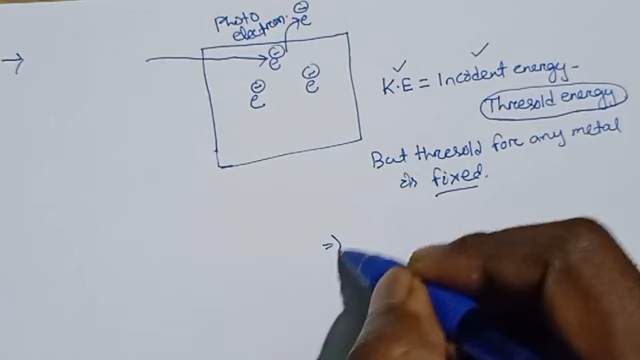 →
Photo
electron.
⊖
e
⊖
e
⊖
e
⊖
e
K.E = Incident energy -
Thresold energy
But thresold for any metal
is fixed.
=>